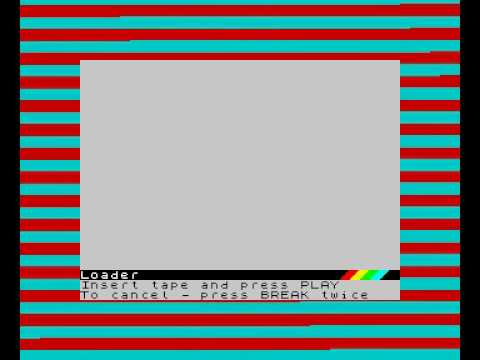 Loader
Insert tape and press PLAY
To cancel - press BREAK twice